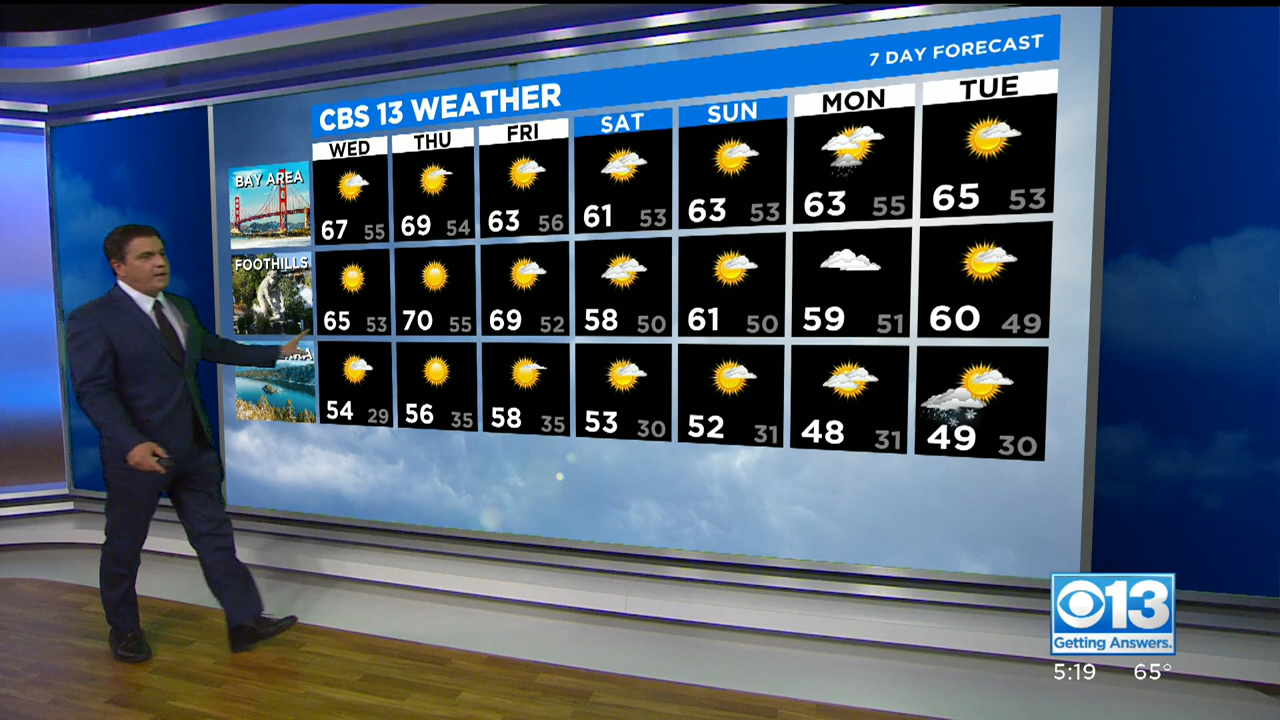 7 DAY FORECAST
CBS 13 WEATHER
WED THU FRI SAT SUN MON TUE
BAY AREA
67 55 69 54 63 56 61 53 63 53 63 55 65 53
FOOTHILLS
65 53 70 55 69 52 58 50 61 50 59 51 60 49
54 29 56 35 58 35 53 30 52 31 48 31 49 30
13
Getting Answers.
5:19 65°